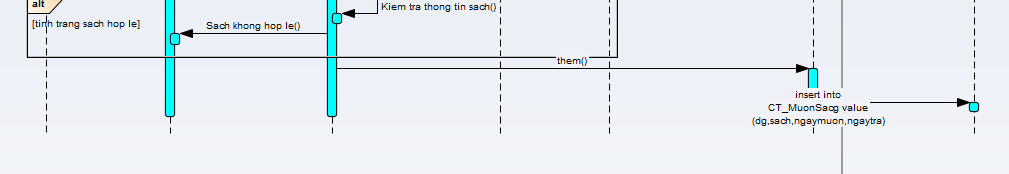 alt
Kiem tra thong tin sach()
[tinh trang sach hop le]
Sach khong hop le()
them()
insert into
CT_MuonSacg value
(dg,sach,ngaymuon,ngaytra)